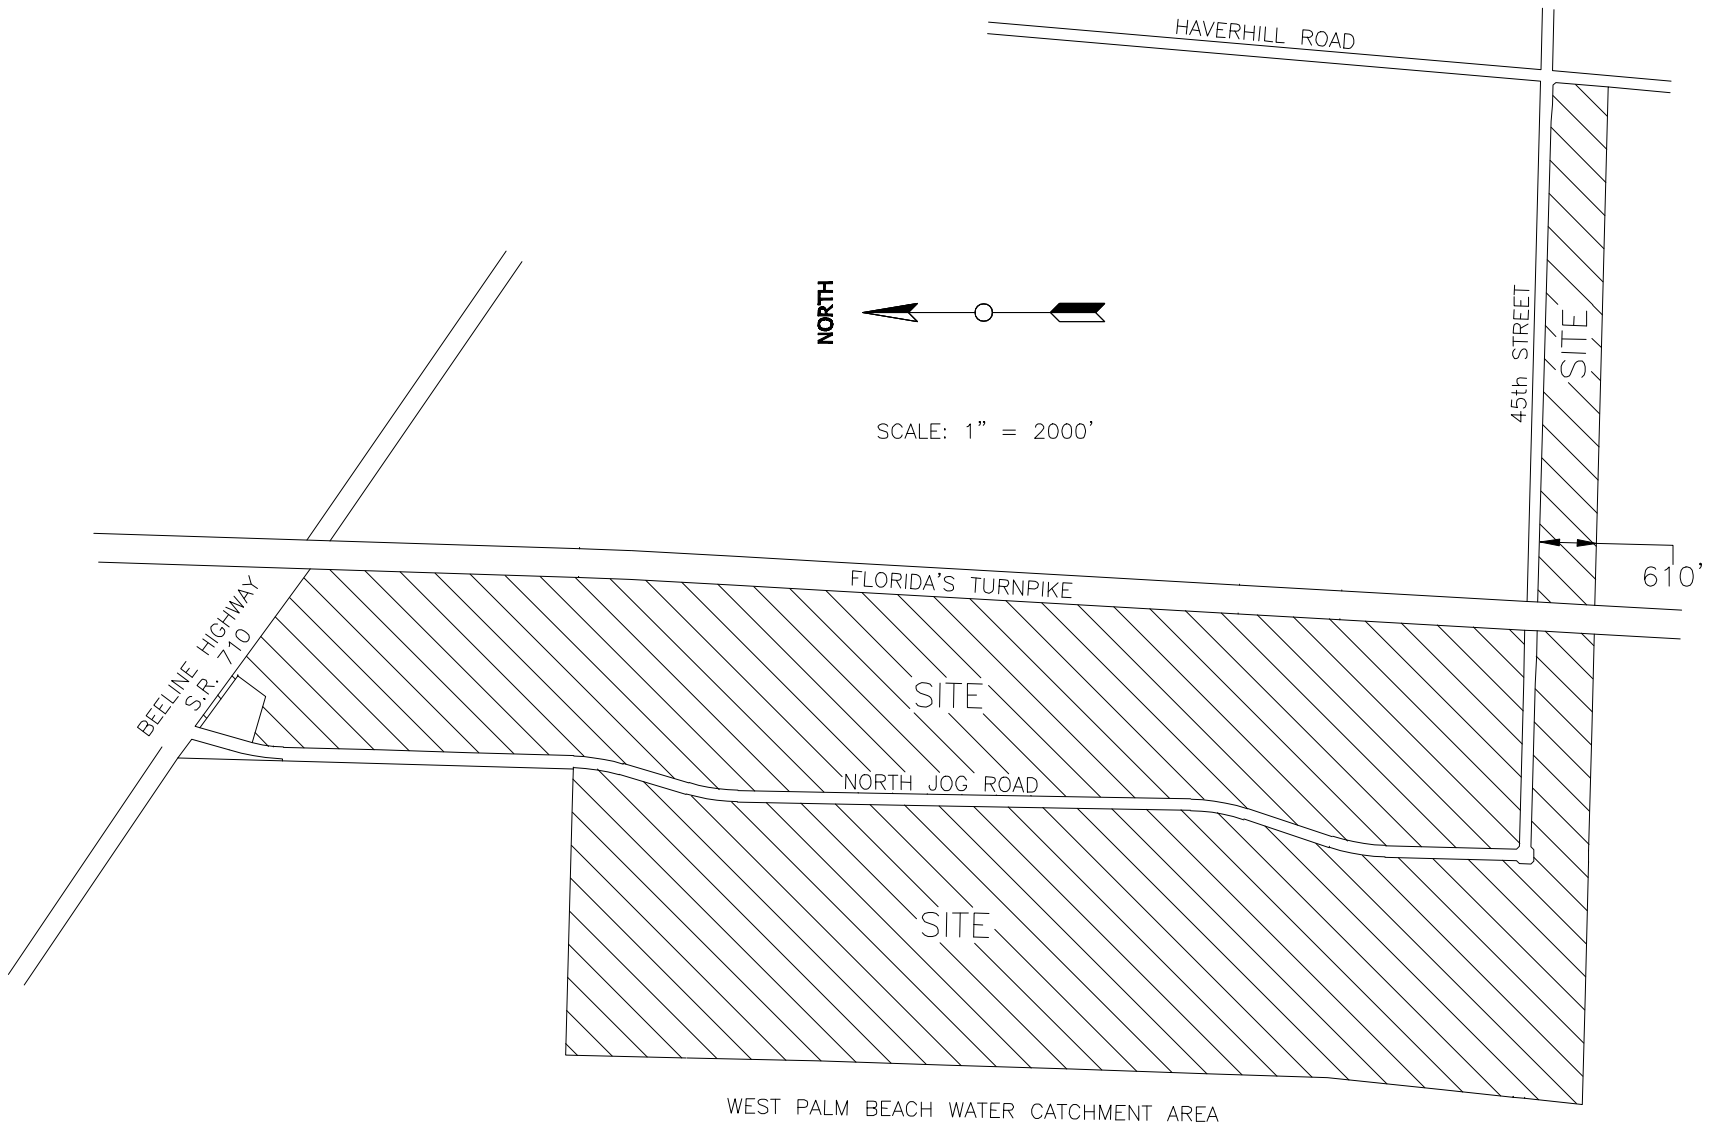 HAVERHILL ROAD
NORTH
45th STREET
SITE
SCALE: 1" = 2000'
610'
FLORIDA'S TURNPIKE
BEELINE HIGHWAY
S.R. 710
SITE
NORTH JOG ROAD
SITE
WEST PALM BEACH WATER CATCHMENT AREA